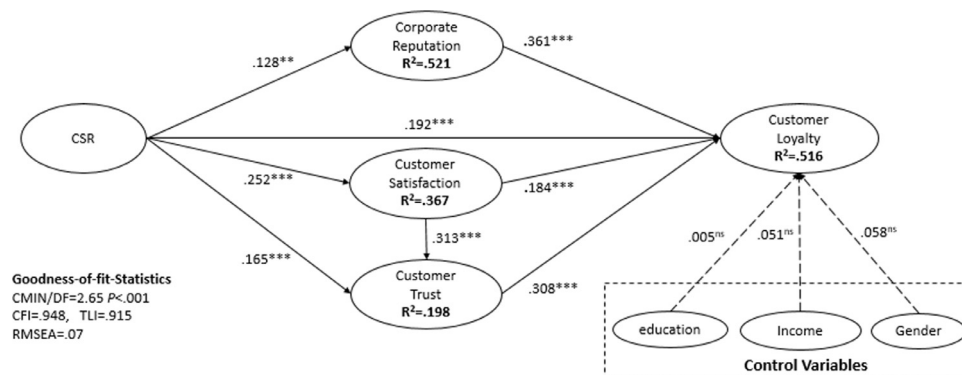 Corporate
Reputation
R²=.521
.128**
.361***
CSR
.192***
Customer
Loyalty
R²=.516
Customer
Satisfaction
R²=.367
.252***
.184***
.313***
.165***
Customer
Trust
R²=.198
.308***
.005ⁿˢ
.051ⁿˢ
.058ⁿˢ
Goodness-of-fit-Statistics
CMIN/DF=2.65 P<.001
CFI=.948, TLI=.915
RMSEA=.07
education
Income
Gender
Control Variables